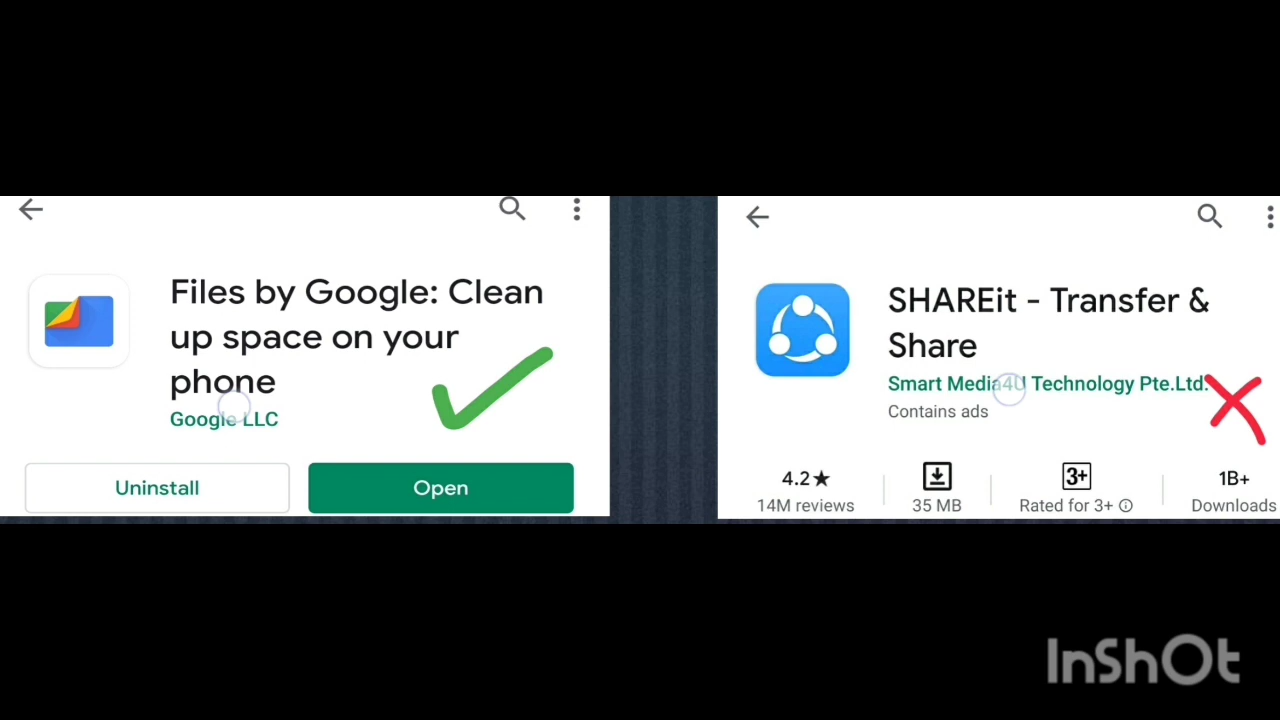 Files by Google: Clean
up space on your
phone
Google LLC
Uninstall
Open
SHAREit - Transfer &
Share
Smart Media4U Technology Pte.Ltd.
Contains ads
4.2★
14M reviews
35 MB
3+
Rated for 3+
1B+
Downloads
InShOt